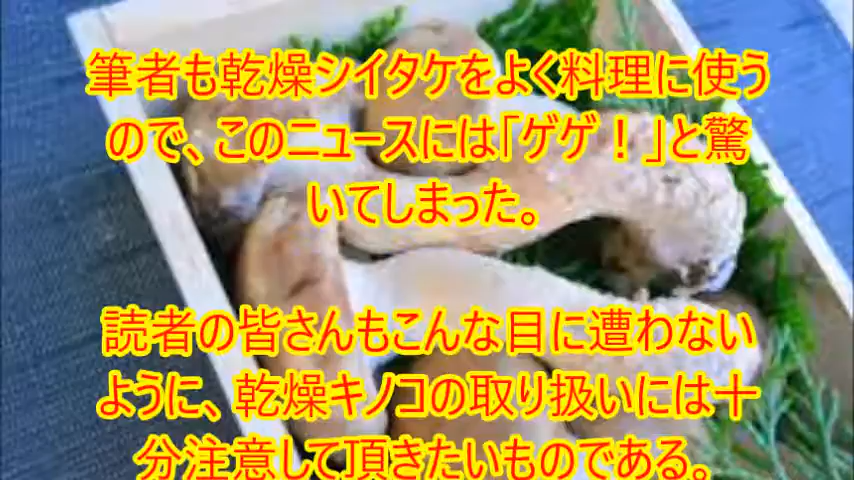 筆者も乾燥シイタケをよく料理に使う
ので、このニュースには「ゲゲ！」と驚
いてしまった。
読者の皆さんもこんな目に遭わない
ように、乾燥キノコの取り扱いには十
分注意して頂きたいものである。